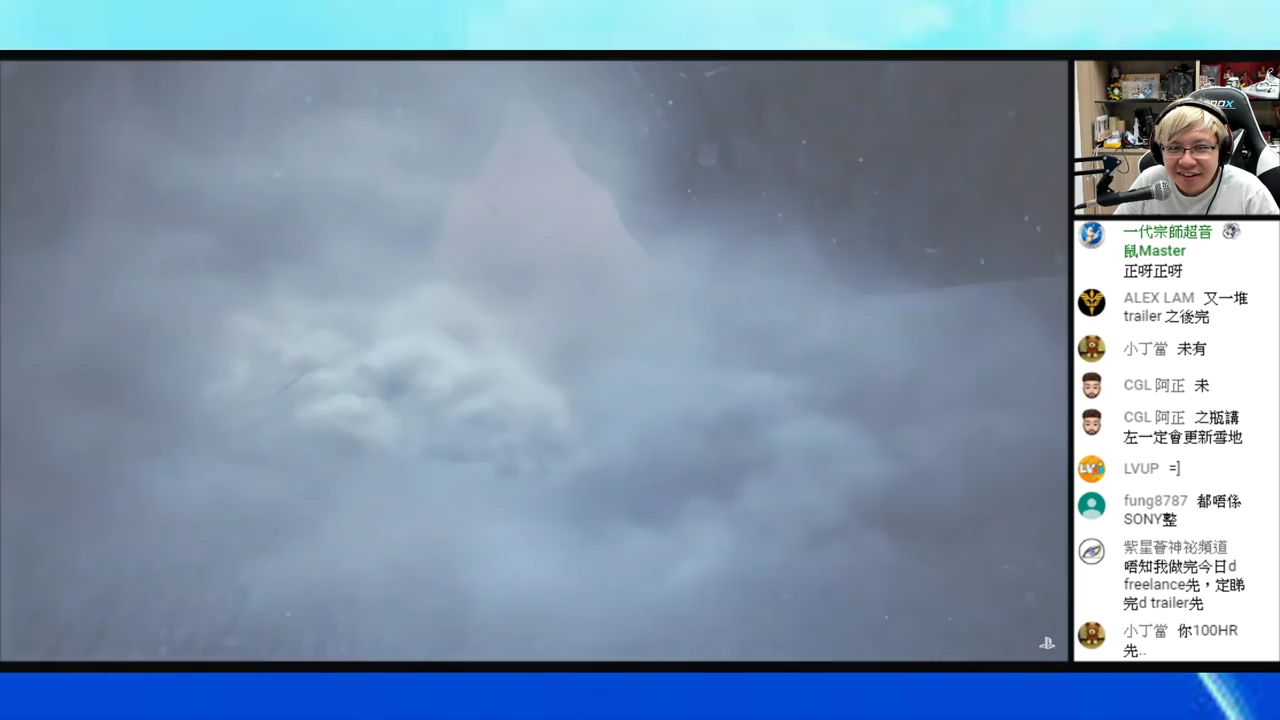 一代宗師超音
鼠Master
正呀正呀
ALEX LAM 又一堆
trailer 之後完
小丁當 未有
CGL 阿正 未
CGL 阿正 之瓶講
左一定會更新雪地
LVUP =]
fung8787 都唔係
SONY整
紫星薈神祕頻道
唔知我做完今日d
freelance先，定睇
完d trailer先
小丁當 你100HR
先..